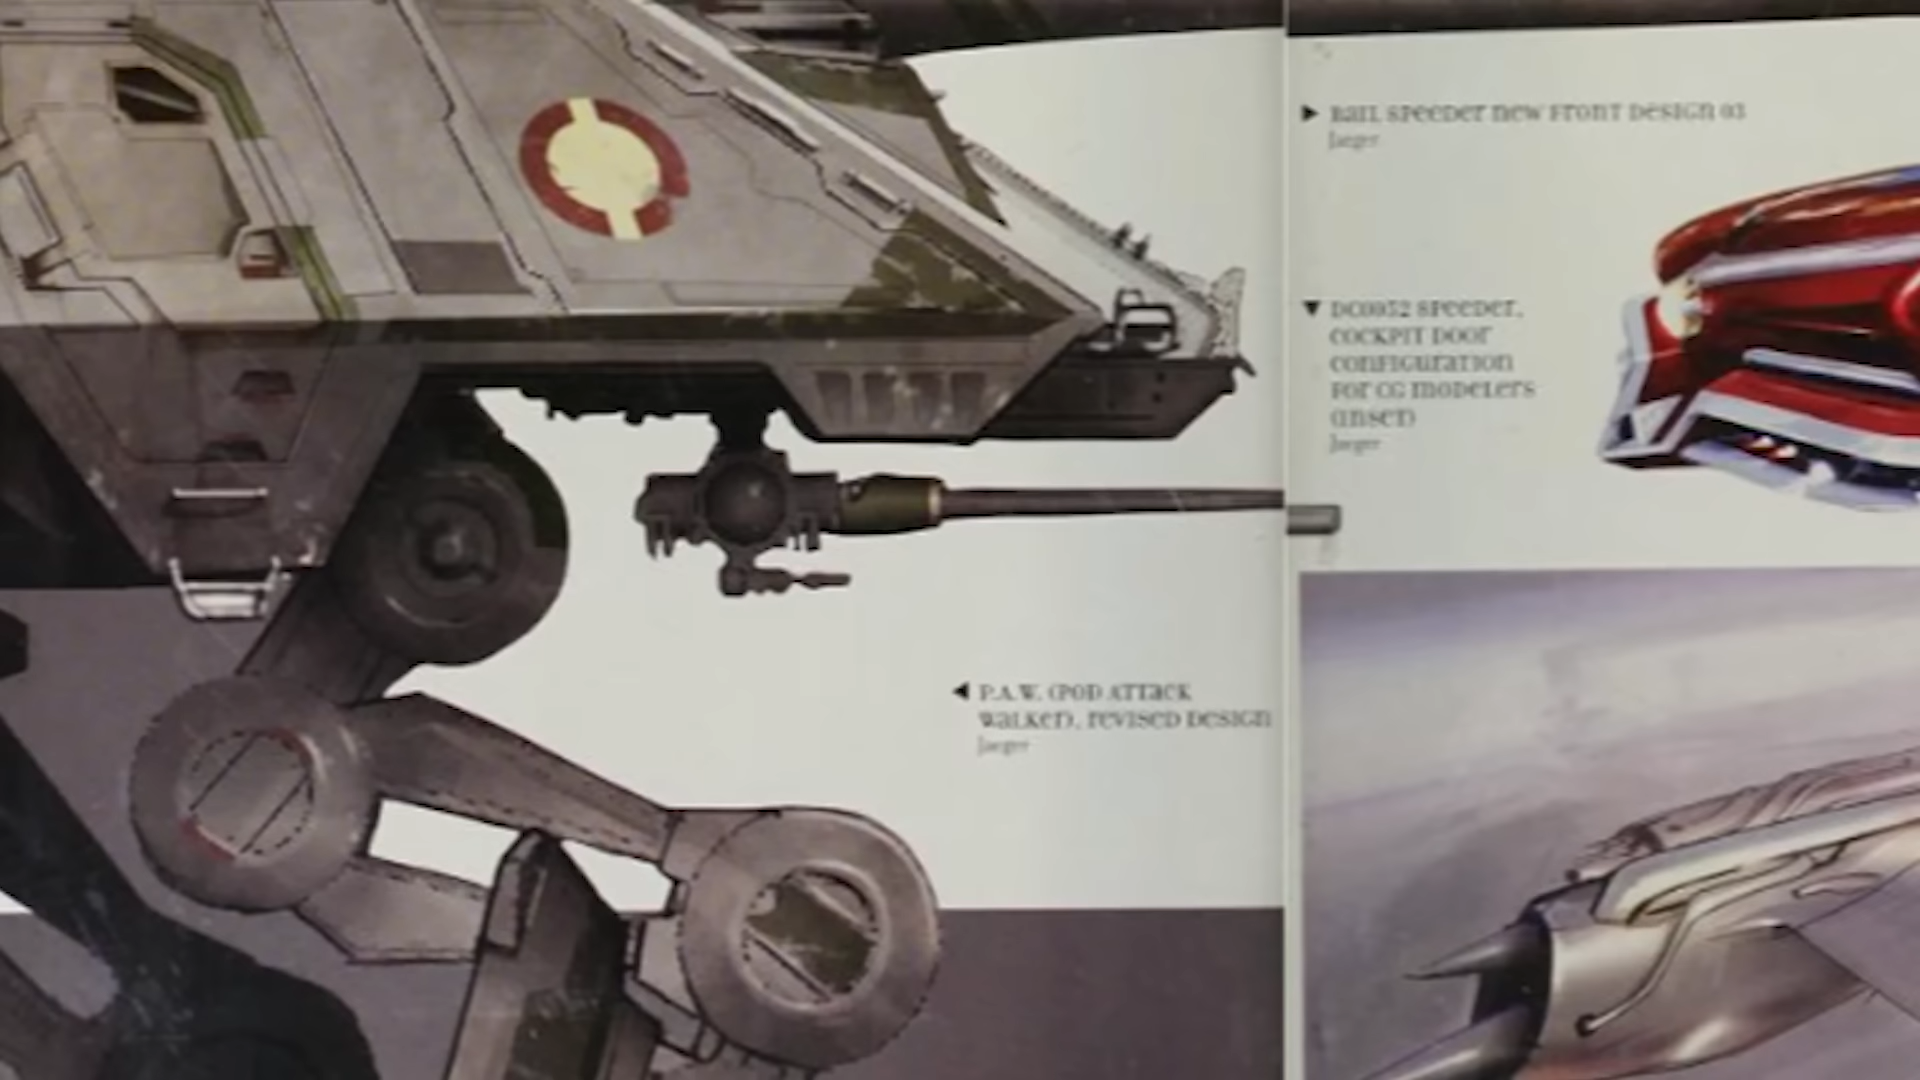 P.A.W. (POD ATTACK
WALKER), REVISED DESIGN
Jaeger
RAIL SPEEDER NEW FRONT DESIGN 03
Jaeger
DC0052 SPEEDER,
COCKPIT DOOR
CONFIGURATION
FOR CG MODELERS
(INSET)
Jaeger